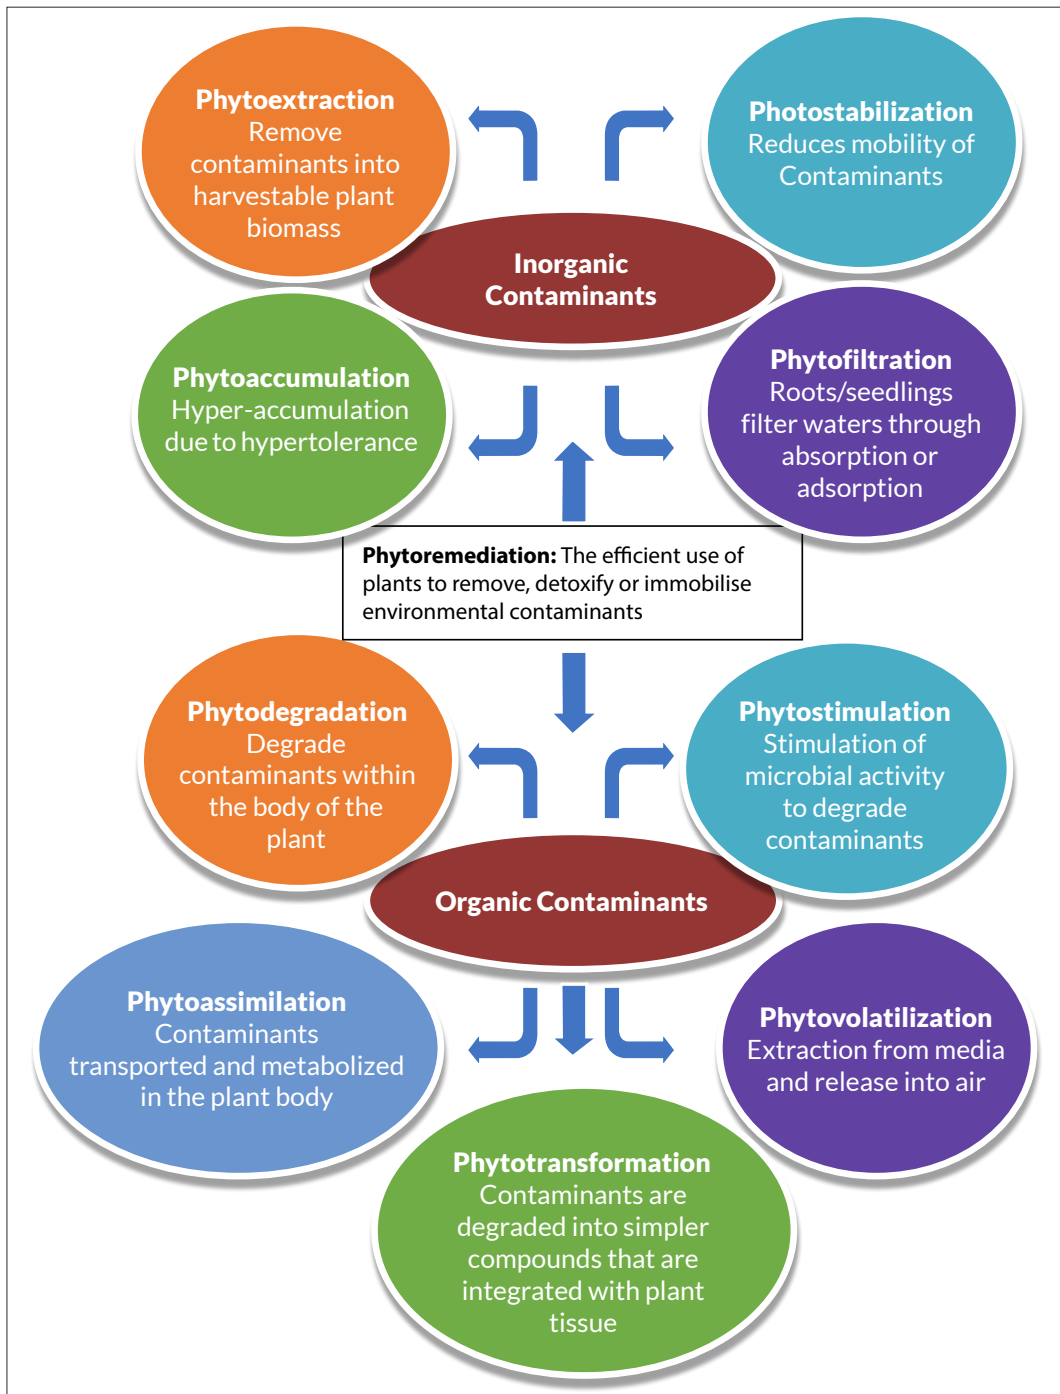 Phytoextraction
Remove
contaminants into
harvestable plant
biomass
Photostabilization
Reduces mobility of
Contaminants
Inorganic
Contaminants
Phytoaccumulation
Hyper-accumulation
due to hypertolerance
Phytofiltration
Roots/seedlings
filter waters through
absorption or
adsorption
Phytoremediation: The efficient use of
plants to remove, detoxify or immobilise
environmental contaminants
Phytodegradation
Degrade
contaminants within
the body of the
plant
Phytostimulation
Stimulation of
microbial activity
to degrade
contaminants
Organic Contaminants
Phytoassimilation
Contaminants
transported and metabolized
in the plant body
Phytovolatilization
Extraction from media
and release into air
Phytotransformation
Contaminants are
degraded into simpler
compounds that are
integrated with plant
tissue